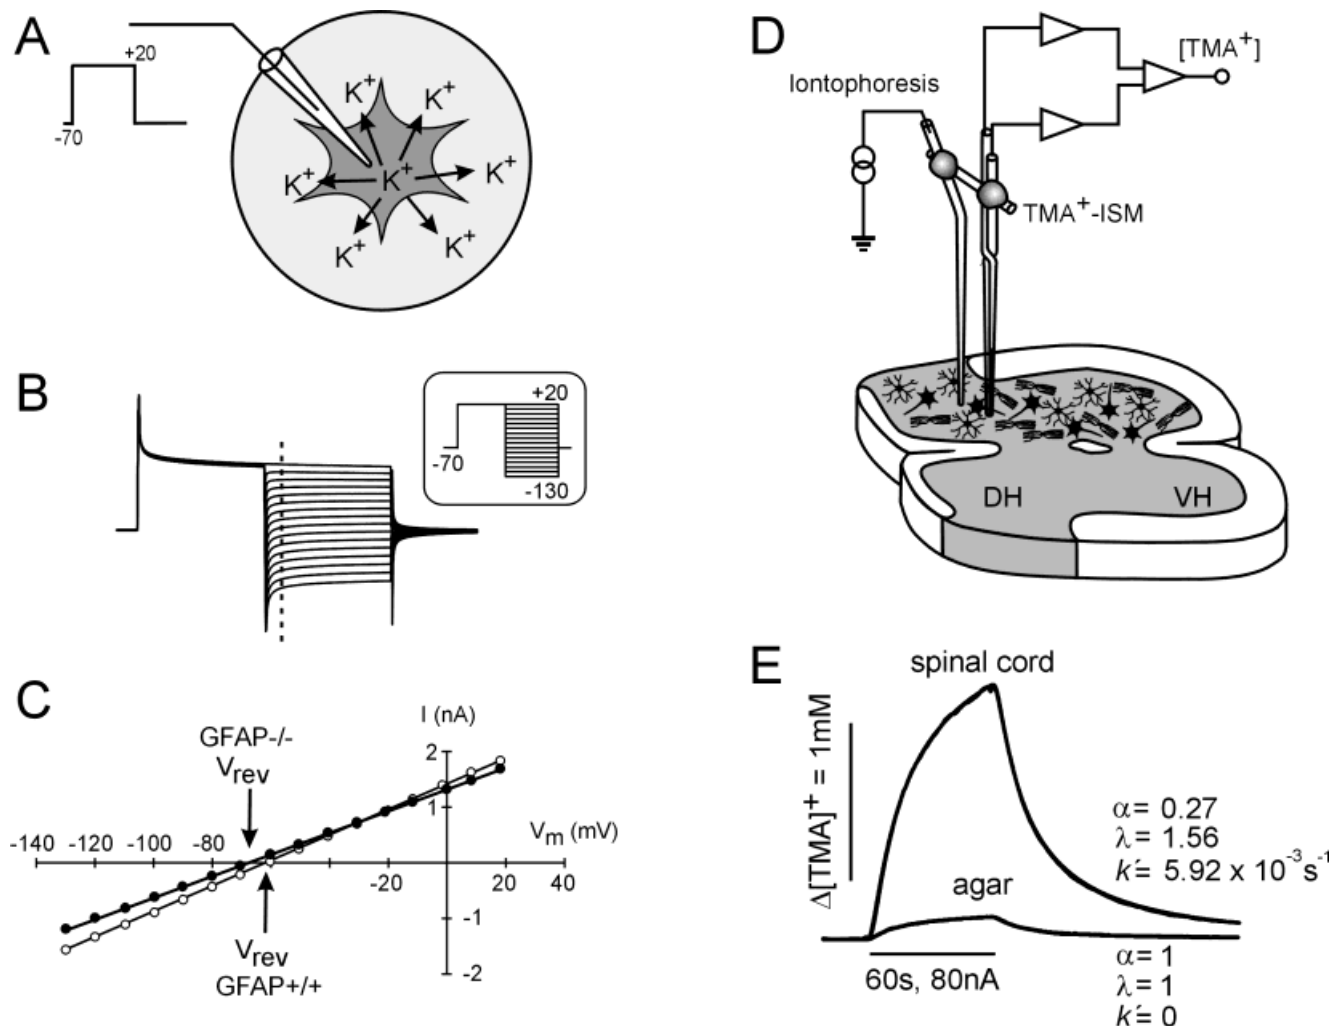 A
+20
-70
K⁺
K⁺
K⁺
K⁺
K⁺
K⁺
K⁺
B
+20
-70
-130
C
I (nA)
GFAP-/-
Vrev
2
1
-140 -120 -100 -80
Vm (mV)
-20 20 40
-1
-2
Vrev
GFAP+/+
D
[TMA⁺]
Iontophoresis
TMA⁺-ISM
DH
VH
E
spinal cord
Δ[TMA]⁺ = 1mM
α = 0.27
λ = 1.56
k′= 5.92 x 10⁻³s⁻¹
agar
60s, 80nA
α = 1
λ = 1
k′= 0